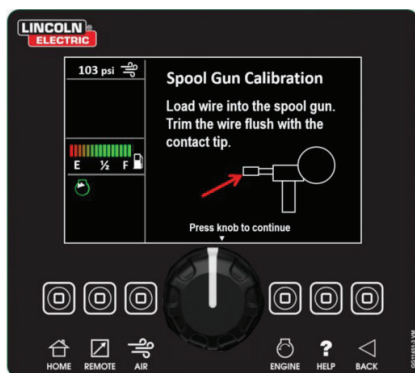 LINCOLN®
ELECTRIC
103 psi
Spool Gun Calibration
Load wire into the spool gun.
Trim the wire flush with the
contact tip.
E ½ F
Press knob to continue
HOME REMOTE AIR ENGINE HELP BACK
?